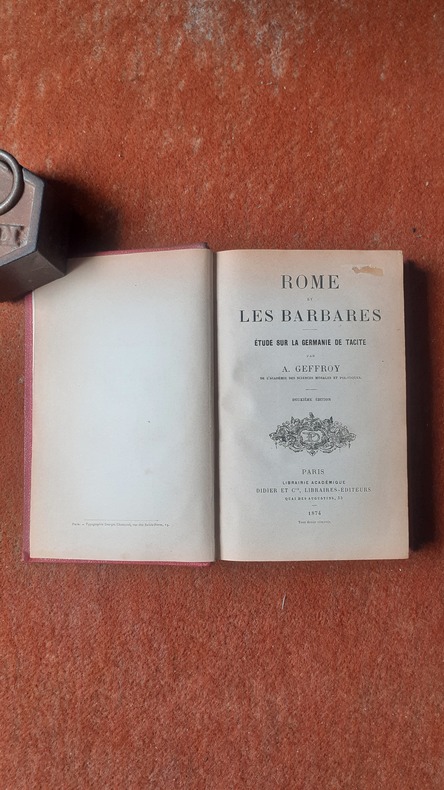 ROME
ET
LES BARBARES
ÉTUDE SUR LA GERMANIE DE TACITE
PAR
A. GEFFROY
DE L'ACADÉMIE DES SCIENCES MORALES ET POLITIQUES.
DEUXIÈME ÉDITION
PARIS
LIBRAIRIE ACADÉMIQUE
DIDIER ET Cie, LIBRAIRES-ÉDITEURS
QUAI DES AUGUSTINS, 35
1874